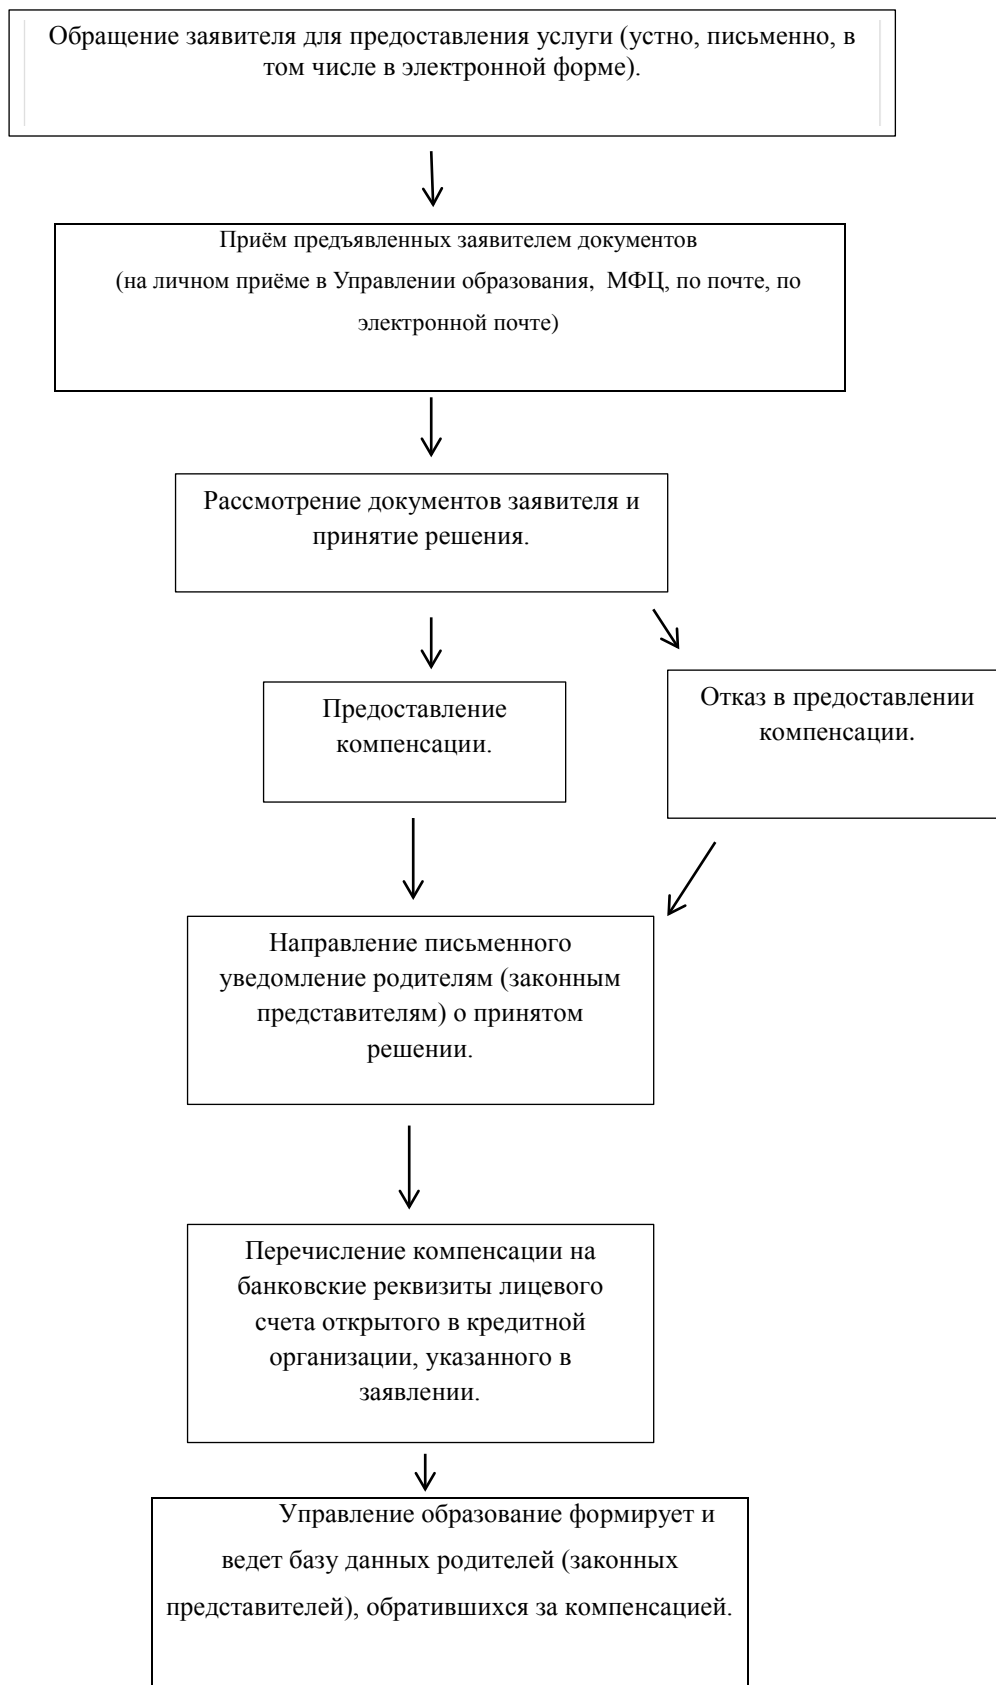 Обращение заявителя для предоставления услуги (устно, письменно, в
том числе в электронной форме).
Приём предъявленных заявителем документов
(на личном приёме в Управлении образования, МФЦ, по почте, по
электронной почте)
Рассмотрение документов заявителя и
принятие решения.
Предоставление
компенсации.
Отказ в предоставлении
компенсации.
Направление письменного
уведомление родителям (законным
представителям) о принятом
решении.
Перечисление компенсации на
банковские реквизиты лицевого
счета открытого в кредитной
организации, указанного в
заявлении.
Управление образование формирует и
ведет базу данных родителей (законных
представителей), обратившихся за компенсацией.